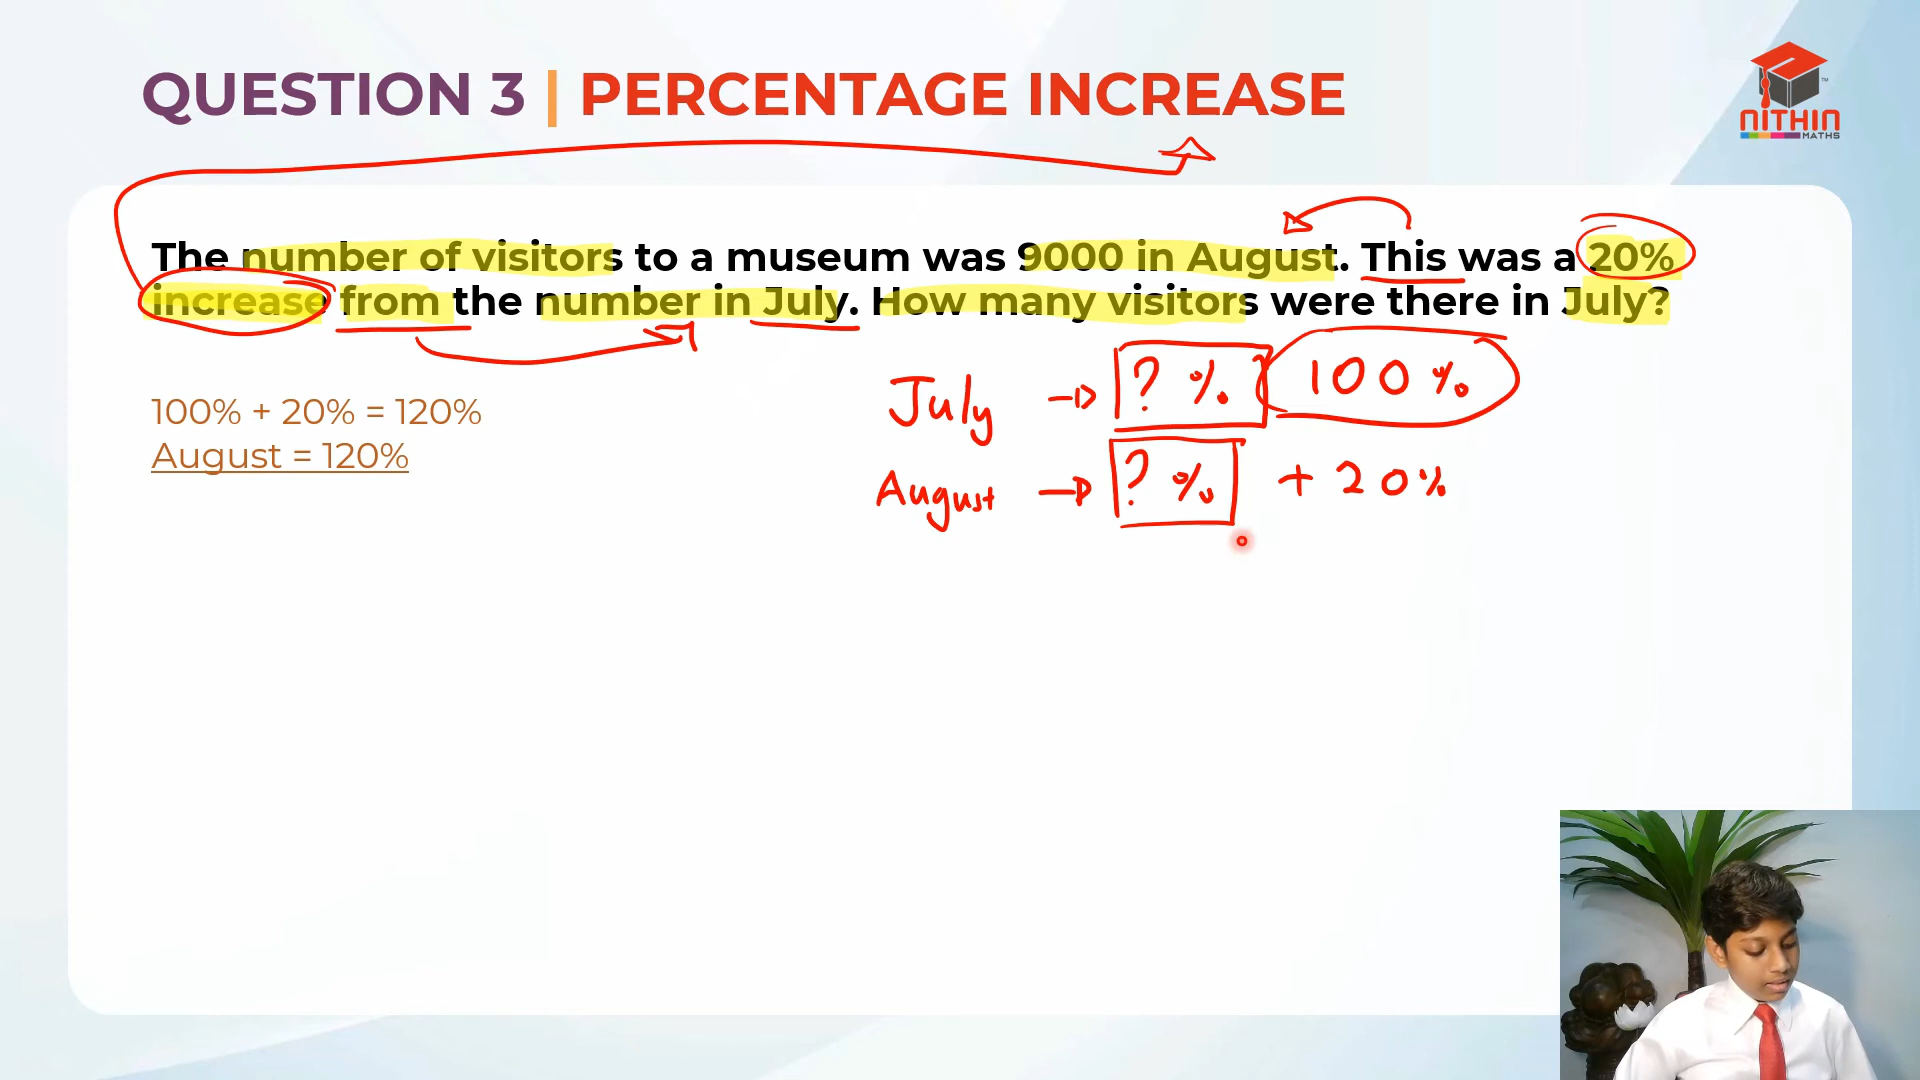 QUESTION 3 | PERCENTAGE INCREASE
NITHIN
MATHS
TM
The number of visitors to a museum was 9000 in August. This was a 20%
increase from the number in July. How many visitors were there in July?
July → ? % 100%
100% + 20% = 120%
August = 120%
August → ? % + 20%